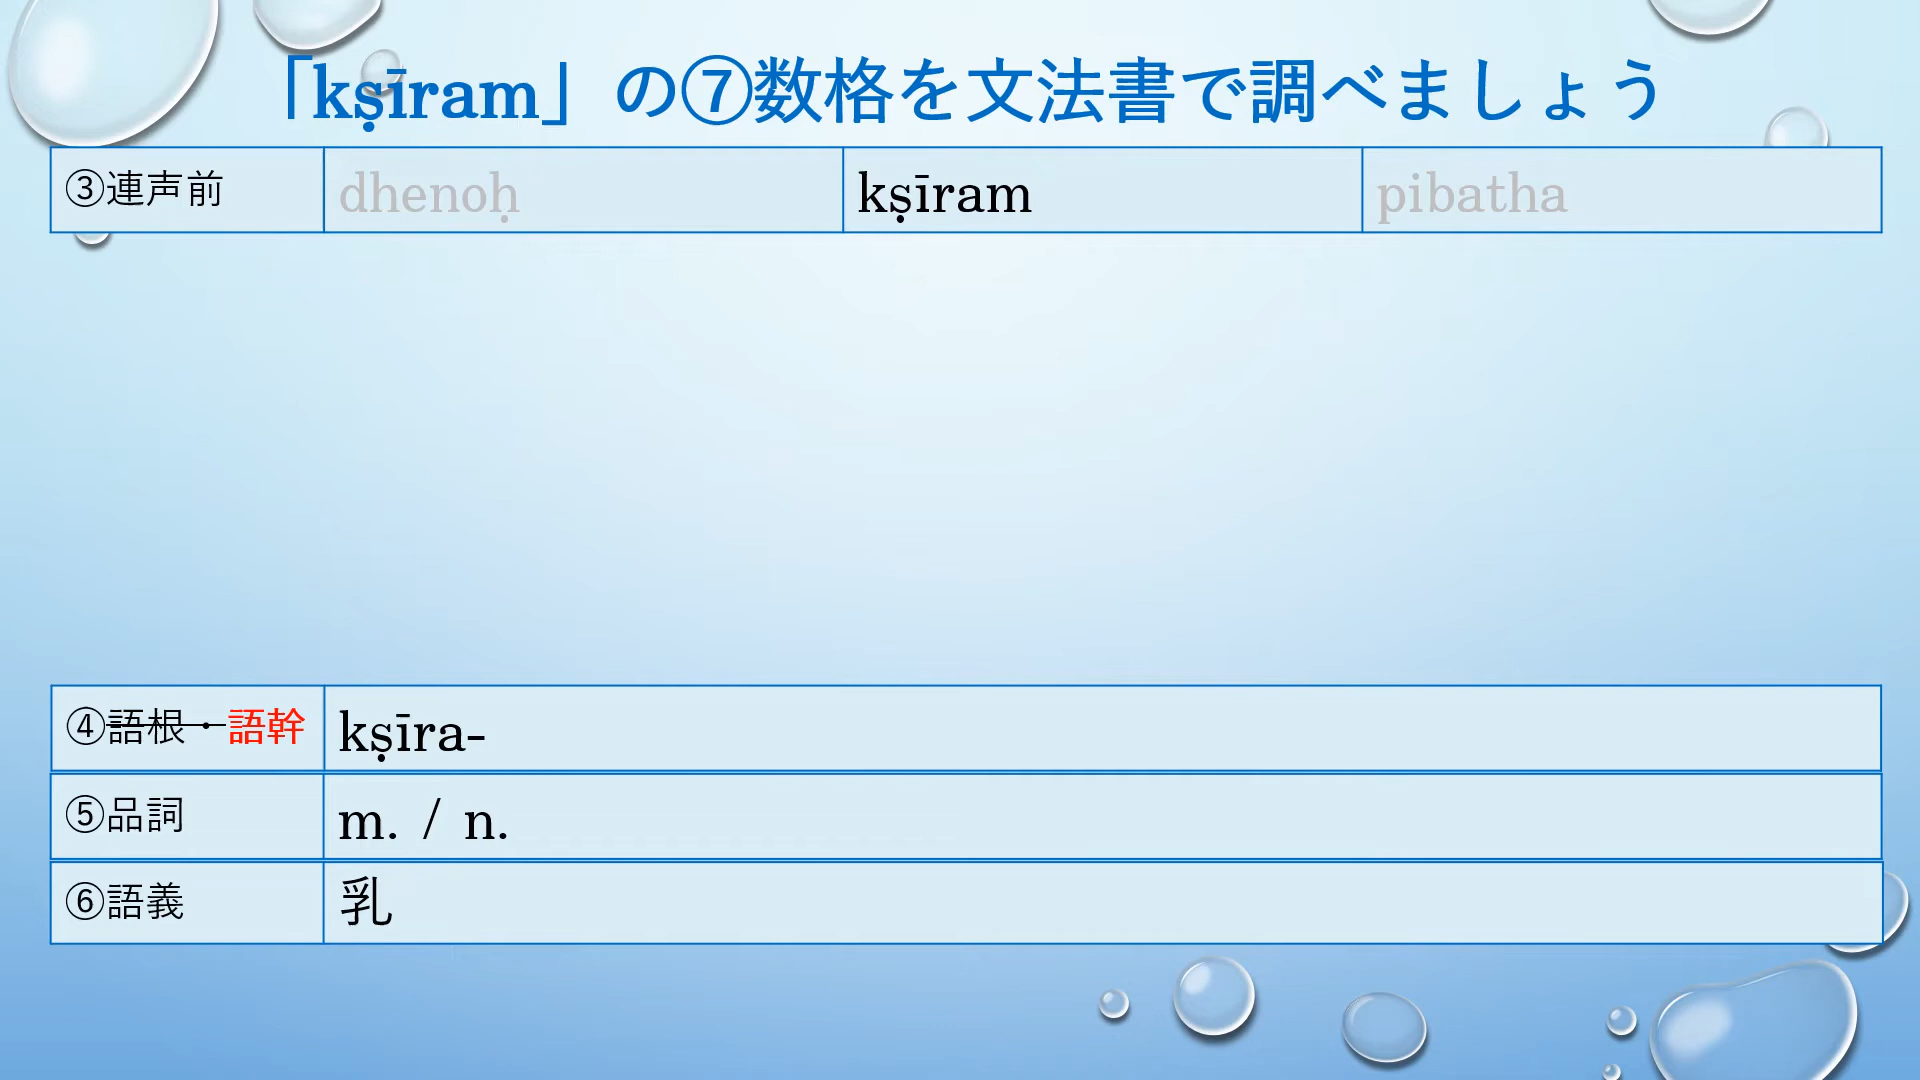 「kṣīram」の⑦数格を文法書で調べましょう
③連声前 dhenoḥ kṣīram pibatha
④語根・語幹 kṣīra-
⑤品詞 m. / n.
⑥語義 乳